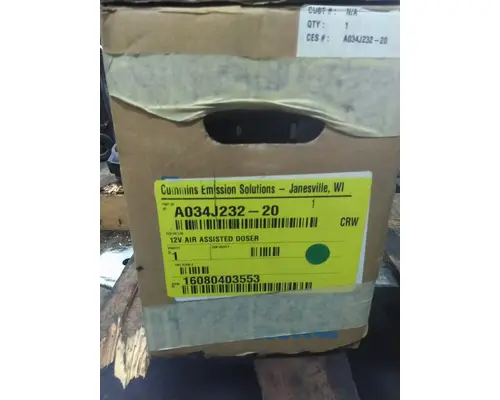 CUST #: N/A
QTY : 1
CES # : A034J232-20
Cummins Emission Solutions - Janesville, WI
A034J232-20 1
CRW
12V AIR ASSISTED DOSER
1
16080403553